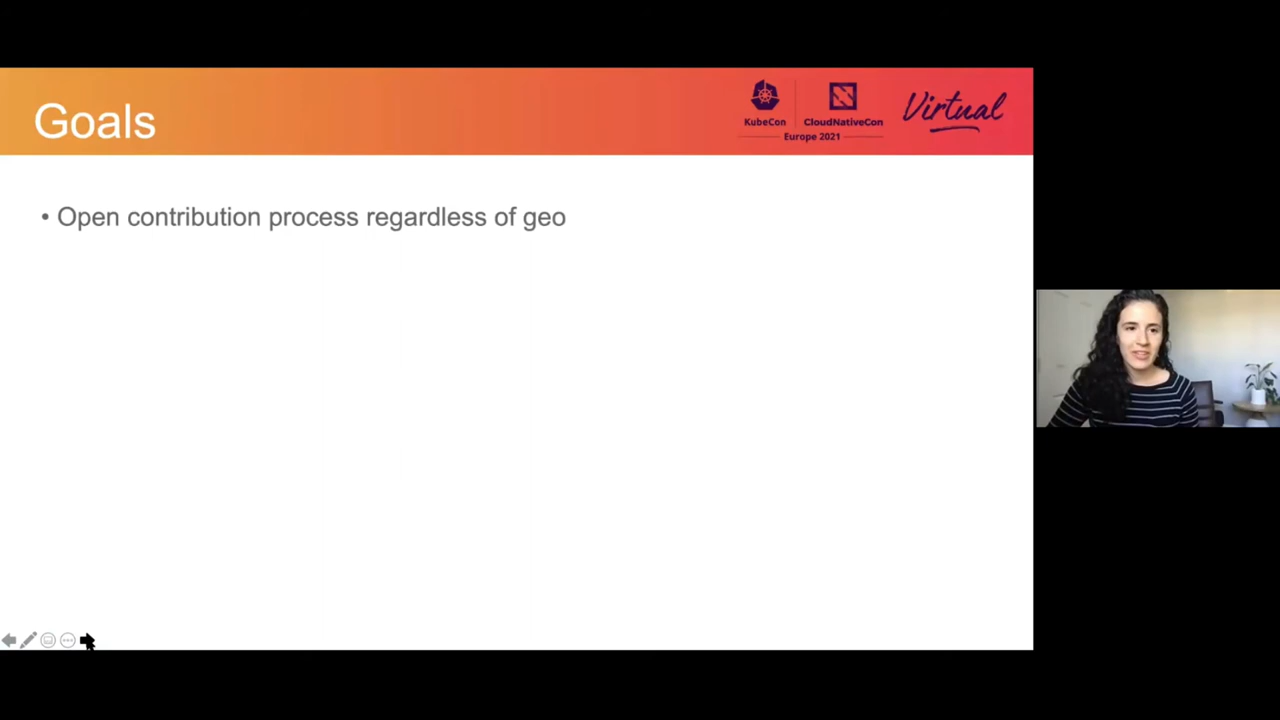 Goals
KubeCon
CloudNativeCon
Europe 2021
Virtual
• Open contribution process regardless of geo